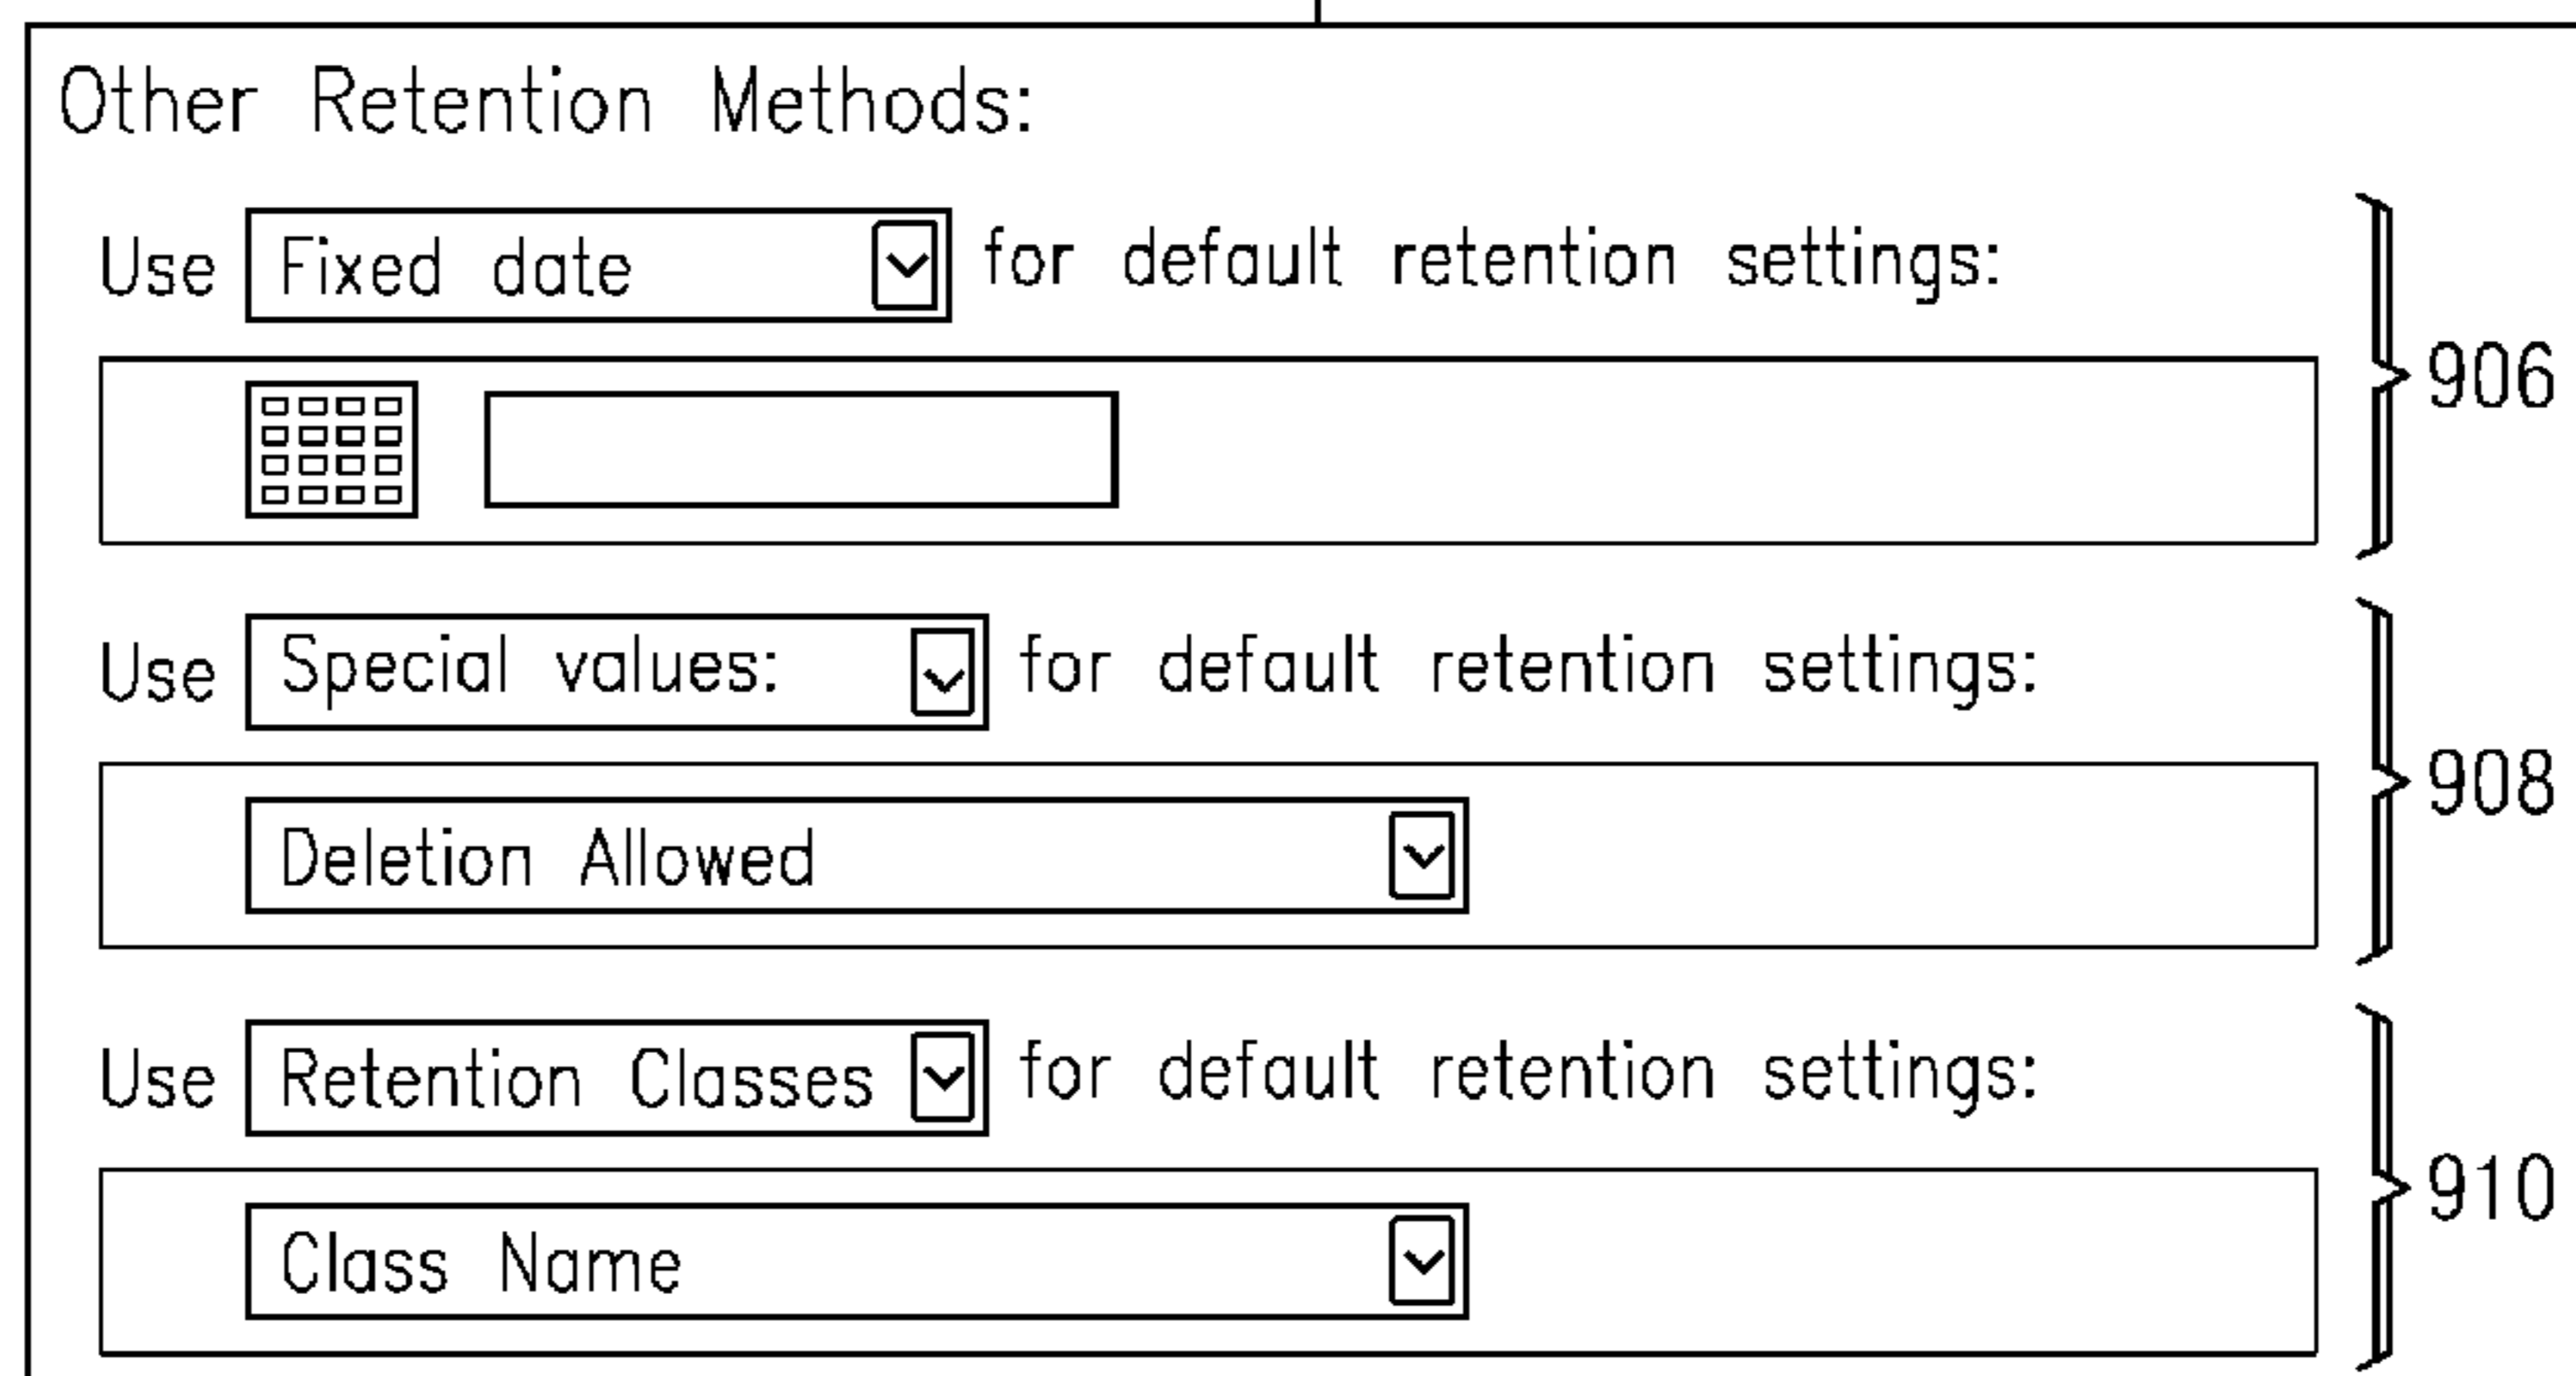 Other Retention Methods:
Use Fixed date for default retention settings:
906
Use Special values: for default retention settings:
908
Deletion Allowed
Use Retention Classes for default retention settings:
910
Class Name